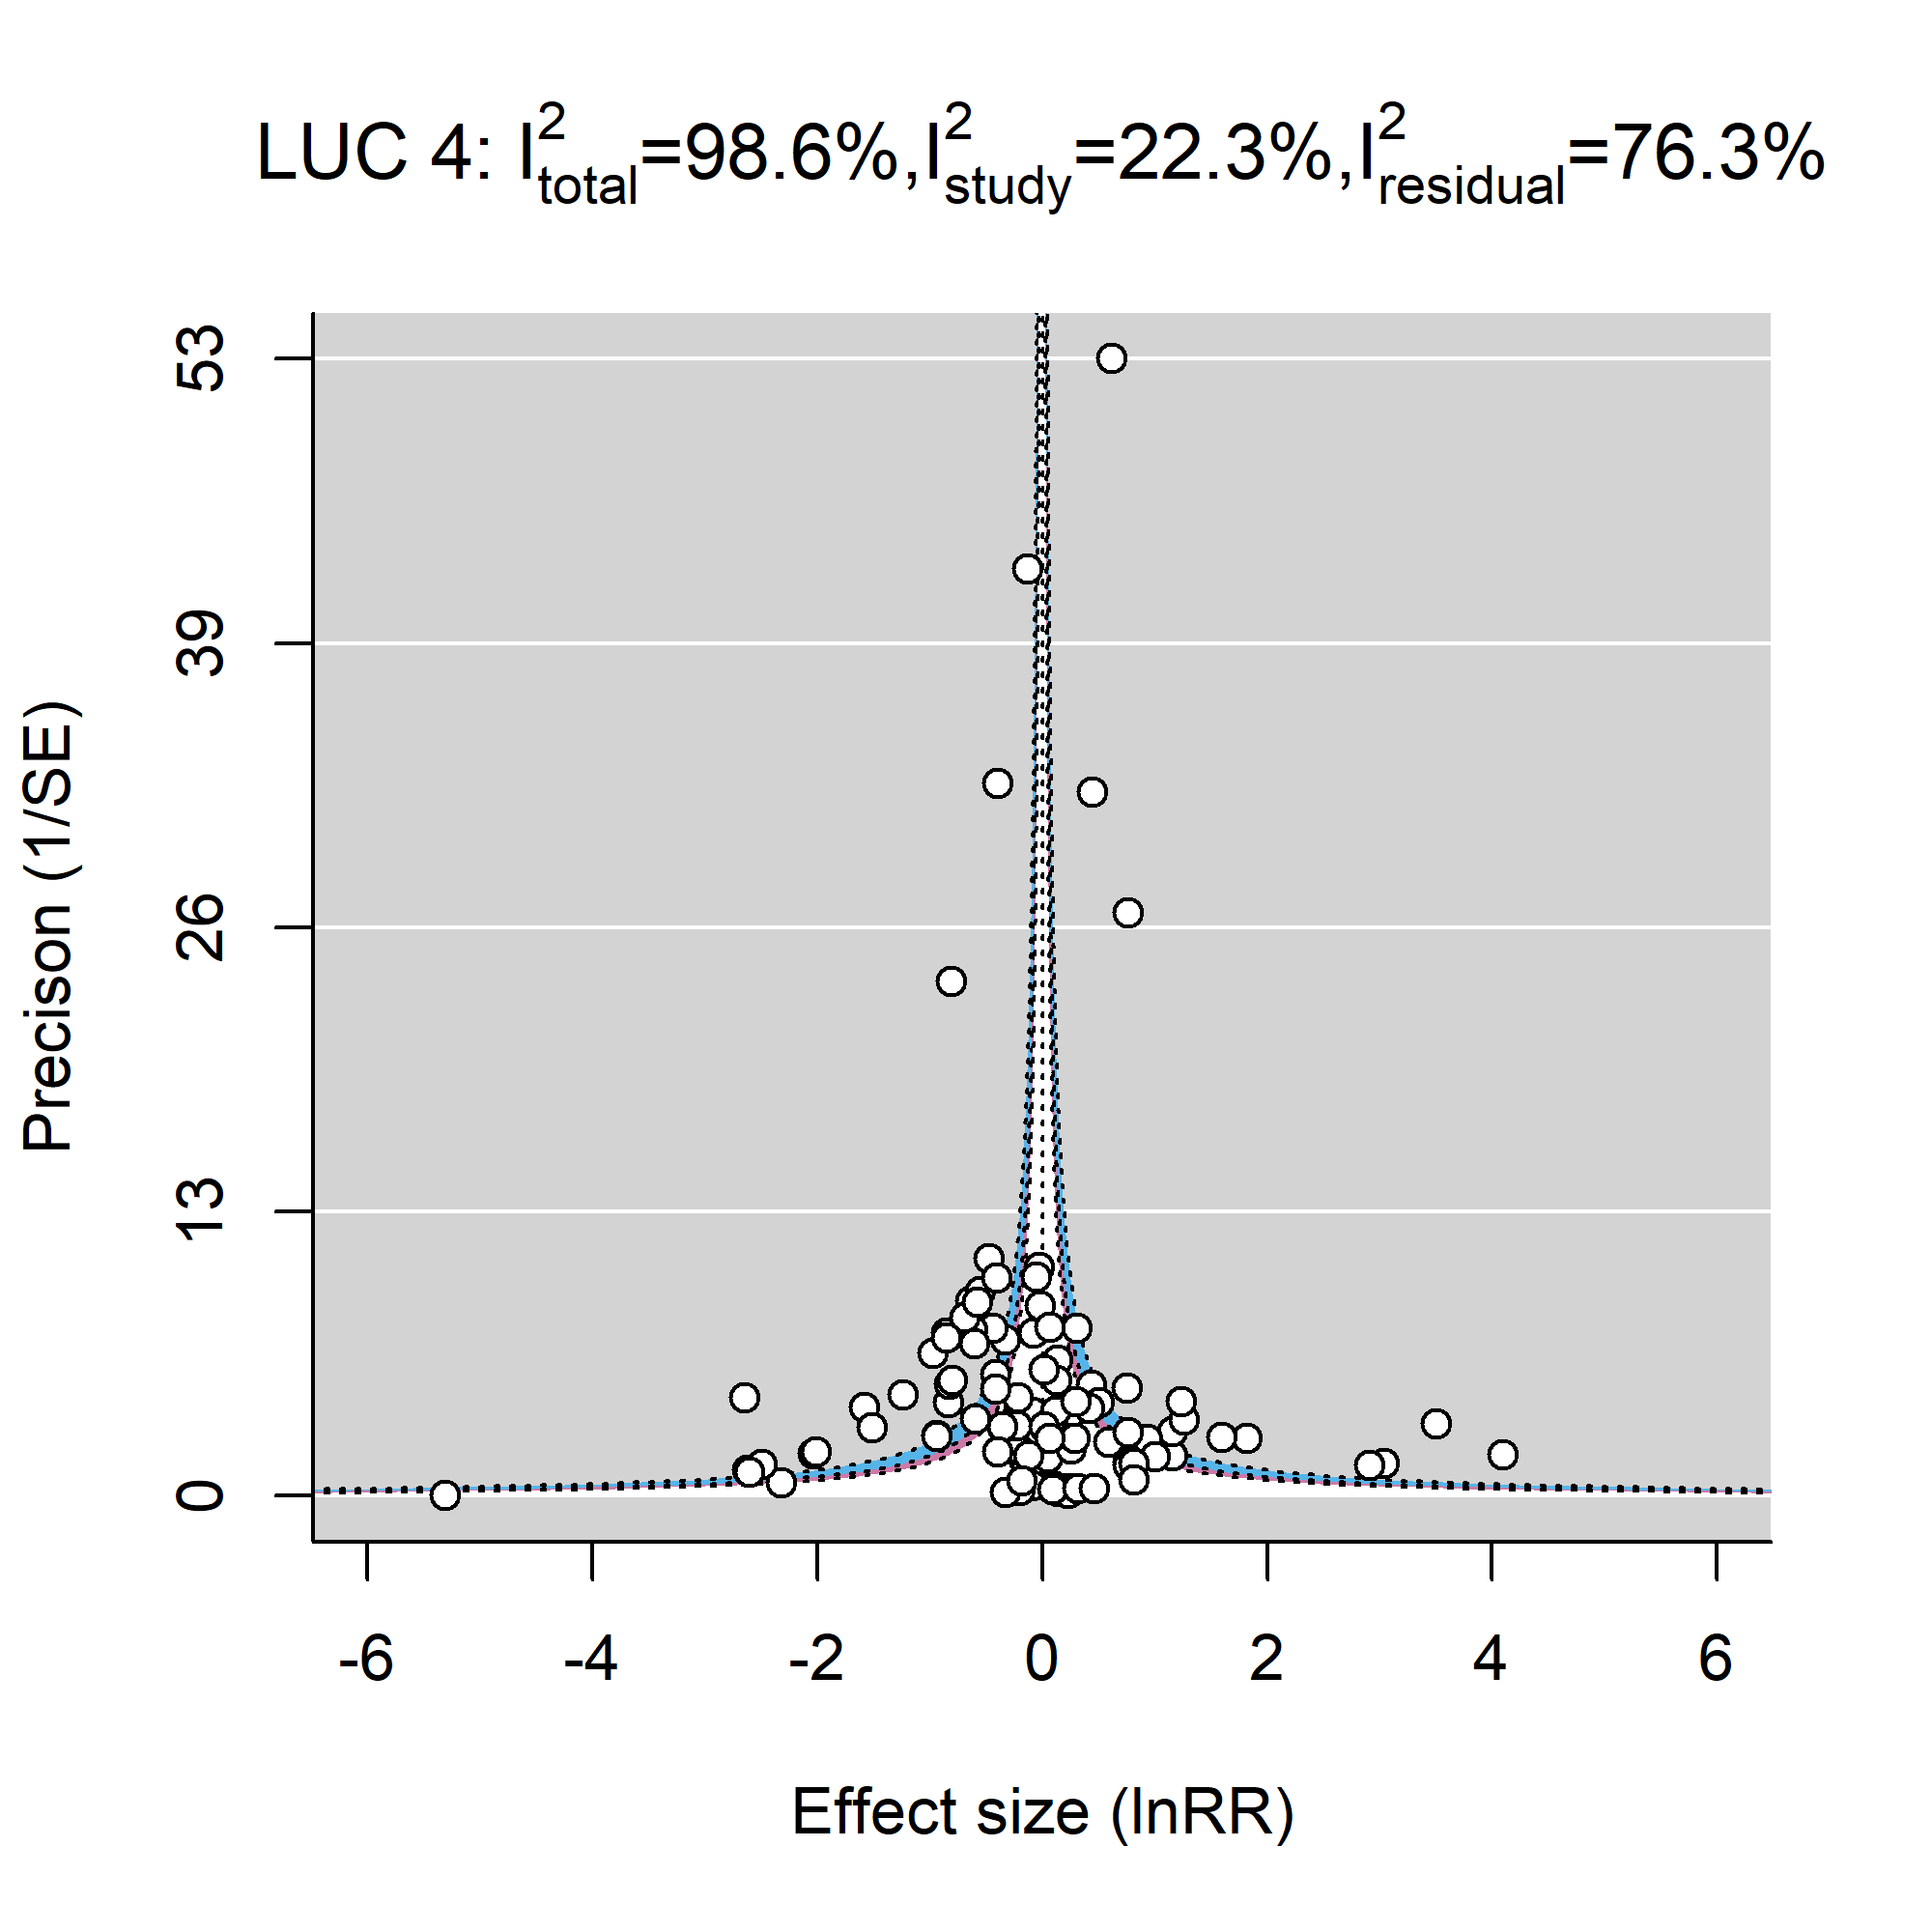 LUC 4: I²total=98.6%,I²study=22.3%,I²residual=76.3%
53
39
26
13
0
Precison (1/SE)
-6 -4 -2 0 2 4 6
Effect size (lnRR)